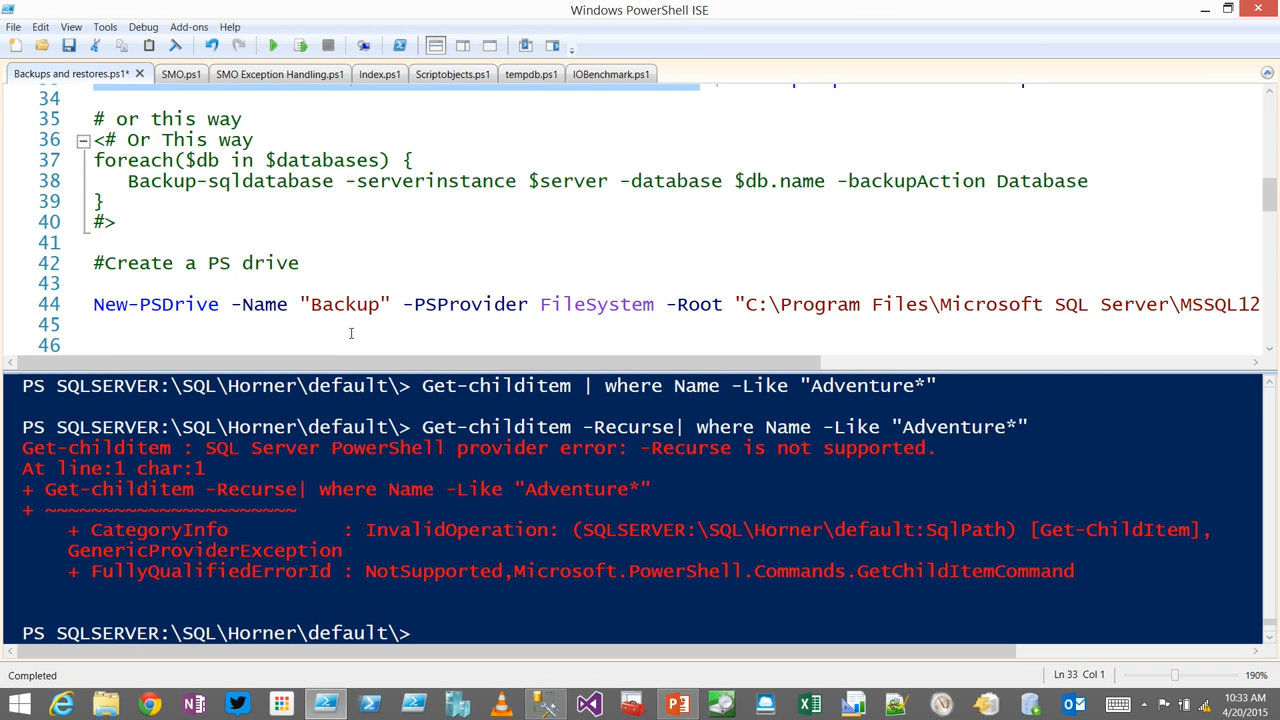 Windows PowerShell ISE
File Edit View Tools Debug Add-ons Help
Backups and restores.ps1* SMO.ps1 SMO Exception Handling.ps1 Index.ps1 Scriptobjects.ps1 tempdb.ps1 IOBenchmark.ps1
34
35 # or this way
36 <# Or This way
37 foreach($db in $databases) {
38 Backup-sqldatabase -serverinstance $server -database $db.name -backupAction Database
39 }
40 #>
41
42 #Create a PS drive
43
44 New-PSDrive -Name "Backup" -PSProvider FileSystem -Root "C:\Program Files\Microsoft SQL Server\MSSQL12
45
46
PS SQLSERVER:\SQL\Horner\default\> Get-childitem | where Name -Like "Adventure*"
PS SQLSERVER:\SQL\Horner\default\> Get-childitem -Recurse| where Name -Like "Adventure*"
Get-childitem : SQL Server PowerShell provider error: -Recurse is not supported.
At line:1 char:1
+ Get-childitem -Recurse| where Name -Like "Adventure*"
+ ~~~~~~~~~~~~~~~~~~~~~~
+ CategoryInfo : InvalidOperation: (SQLSERVER:\SQL\Horner\default:SqlPath) [Get-ChildItem],
GenericProviderException
+ FullyQualifiedErrorId : NotSupported,Microsoft.PowerShell.Commands.GetChildItemCommand
PS SQLSERVER:\SQL\Horner\default\>
Completed Ln 33 Col 1 190%
10:33 AM
4/20/2015